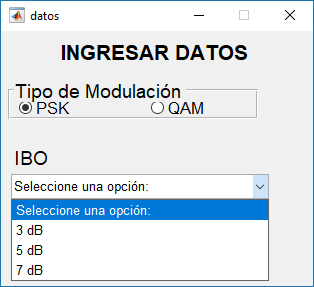 datos
INGRESAR DATOS
Tipo de Modulación
PSK QAM
IBO
Seleccione una opción:
Seleccione una opción:
3 dB
5 dB
7 dB